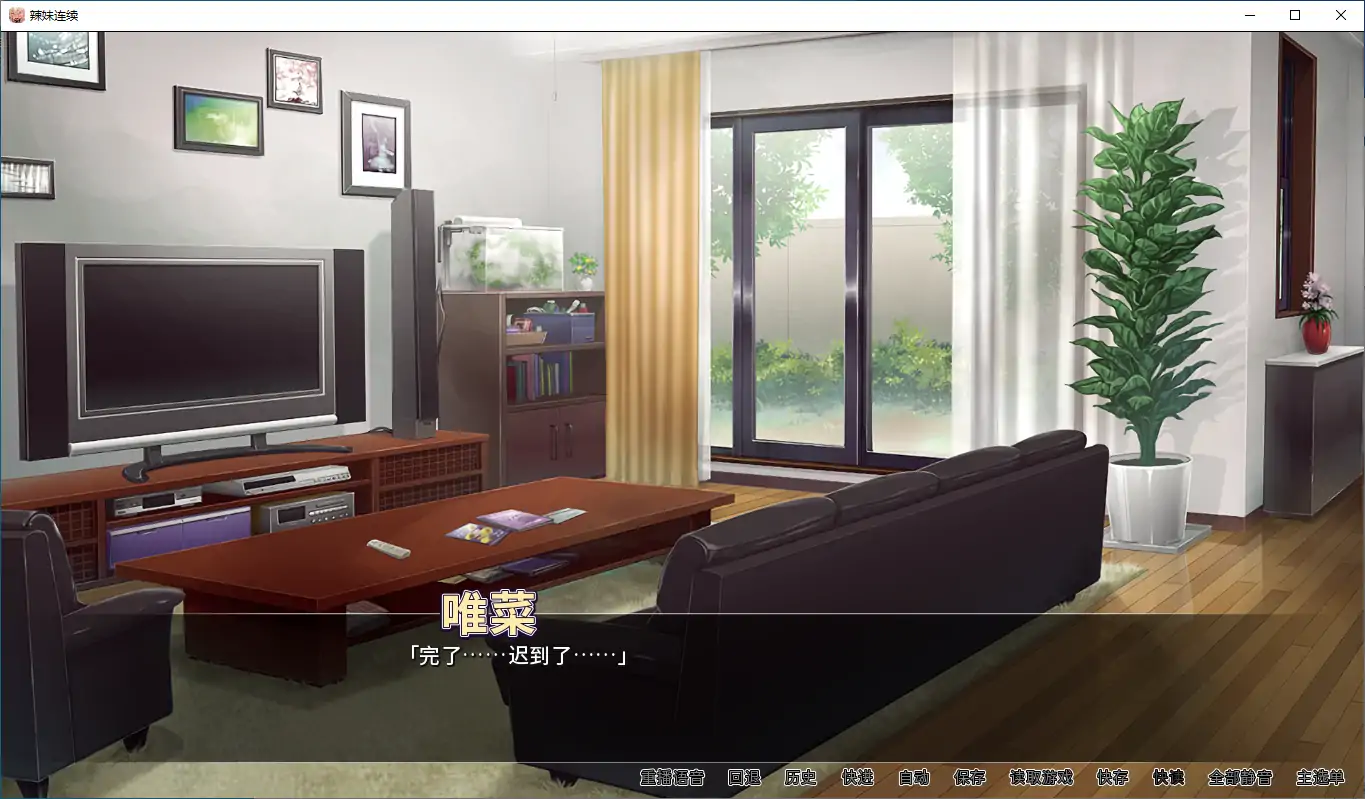 辣妹连续
唯菜
「完了……迟到了……」
重播语音 回退 历史 快进 自动 保存 读取游戏 快存 快读 全部静音 主选单